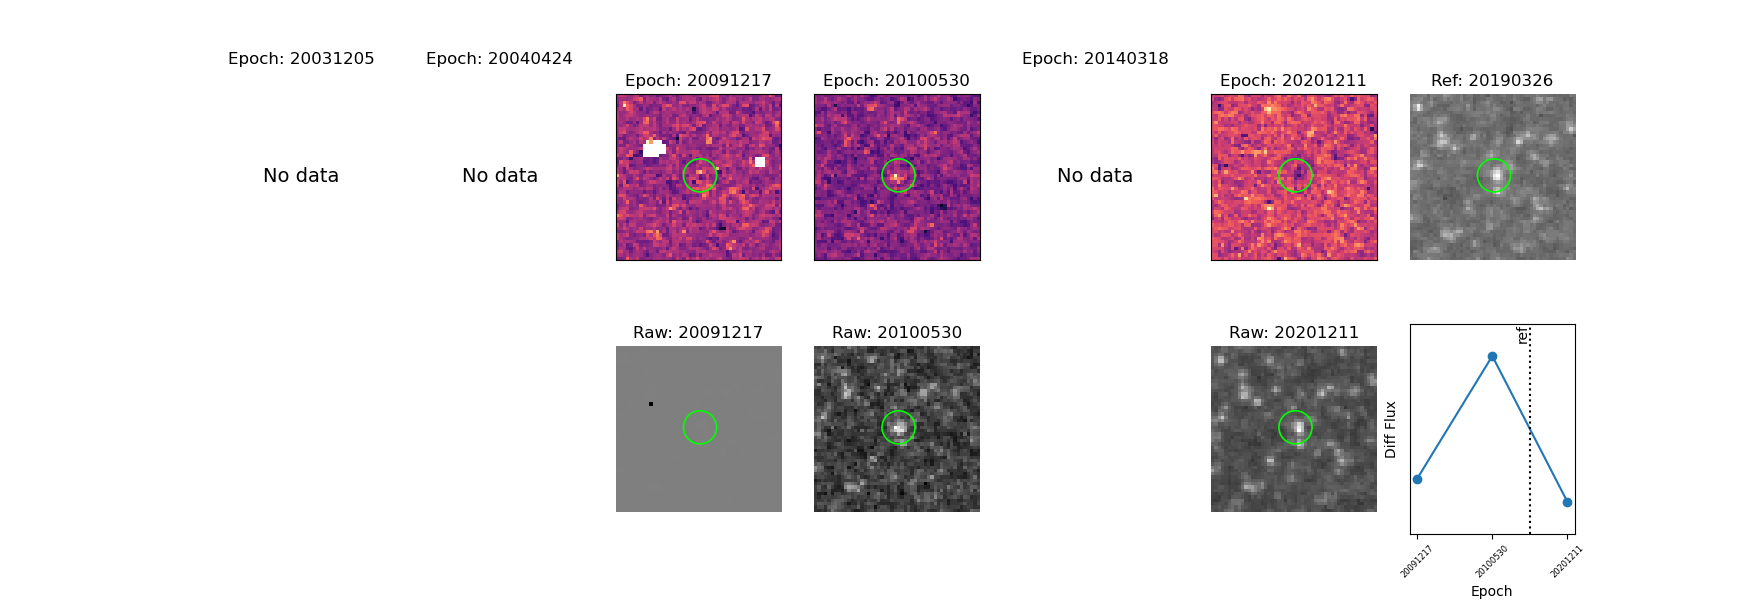 Epoch: 20031205
Epoch: 20040424
Epoch: 20091217
Epoch: 20100530
Epoch: 20140318
Epoch: 20201211
Ref: 20190326
No data
No data
No data
Raw: 20091217
Raw: 20100530
Raw: 20201211
ref
Diff Flux
20091217
20100530
20201211
Epoch